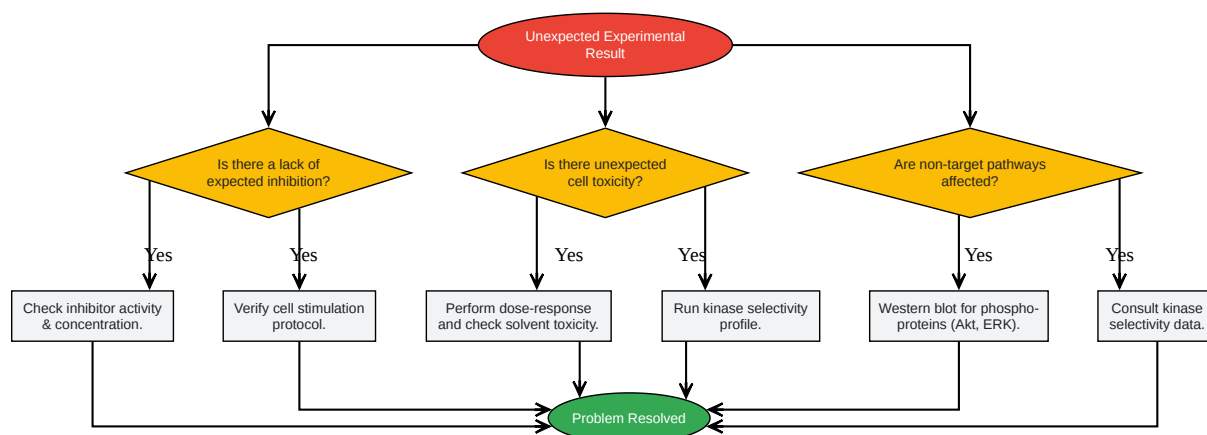 Unexpected Experimental
Result
Is there a lack of
expected inhibition?
Is there unexpected
cell toxicity?
Are non-target pathways
affected?
Yes
Yes
Yes
Yes
Yes
Yes
Check inhibitor activity
& concentration.
Verify cell stimulation
protocol.
Perform dose-response
and check solvent toxicity.
Run kinase selectivity
profile.
Western blot for phospho-
proteins (Akt, ERK).
Consult kinase
selectivity data.
Problem Resolved